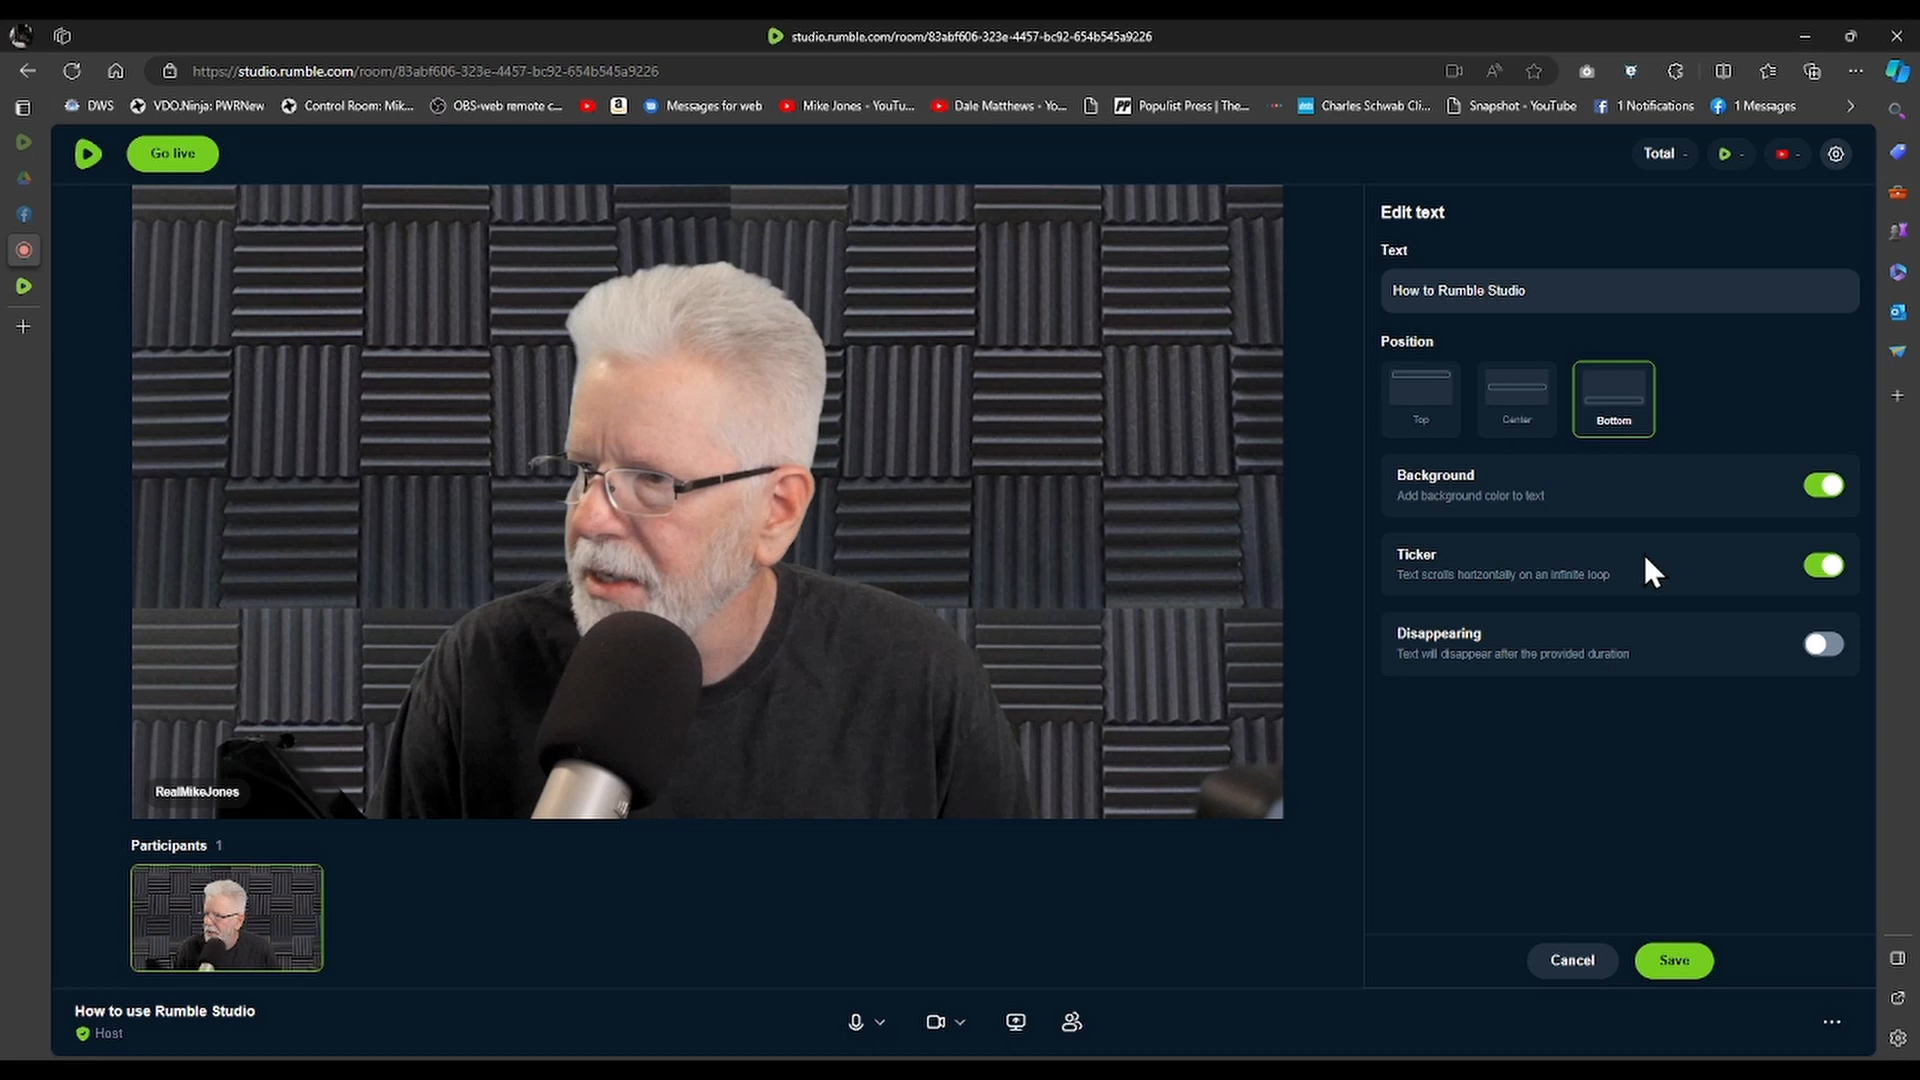 studio.rumble.com/room/83abf606-323e-4457-bc92-654b545a9226
https://studio.rumble.com/room/83abf606-323e-4457-bc92-654b545a9226
DWS
VDO.Ninja: PWRNew
Control Room: Mik...
OBS-web remote c...
Messages for web
Mike Jones - YouTu...
Dale Matthews - Yo...
PP
Populist Press | The...
Charles Schwab Cli...
Snapshot - YouTube
1 Notifications
1 Messages
Go live
Total -
-
-
Edit text
Text
How to Rumble Studio
Position
Top
Center
Bottom
Background
Add background color to text
Ticker
Text scrolls horizontally on an infinite loop
Disappearing
Text will disappear after the provided duration
RealMikeJones
Participants 1
Cancel
Save
How to use Rumble Studio
Host